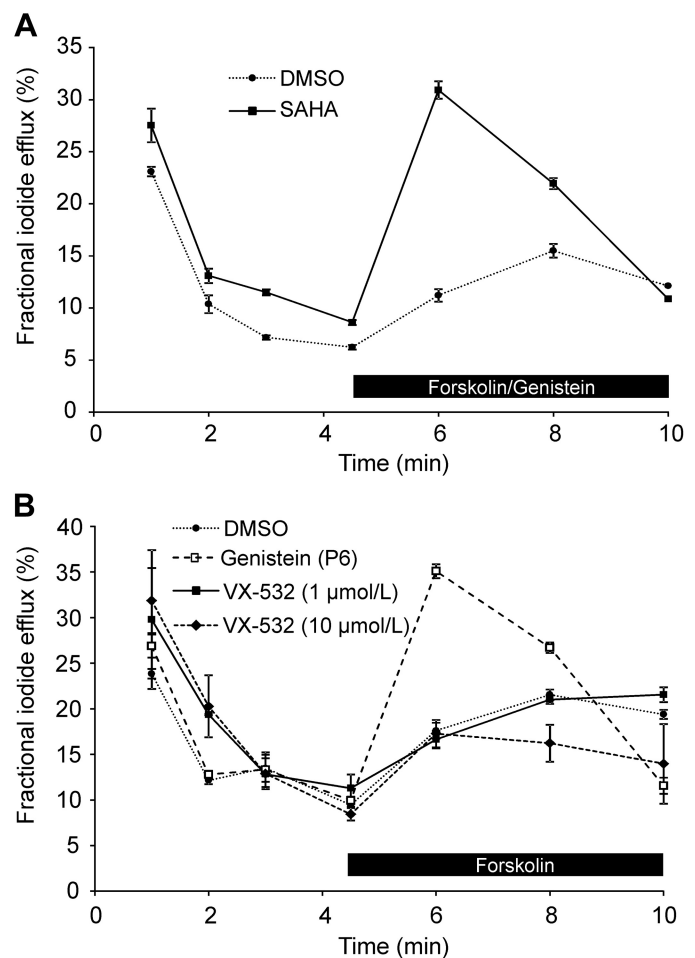 A
Fractional iodide efflux (%)
35
30
25
20
15
10
5
0
DMSO
SAHA
Forskolin/Genistein
0 2 4 6 8 10
Time (min)
B
Fractional iodide efflux (%)
40
35
30
25
20
15
10
5
0
DMSO
Genistein (P6)
VX-532 (1 μmol/L)
VX-532 (10 μmol/L)
Forskolin
0 2 4 6 8 10
Time (min)